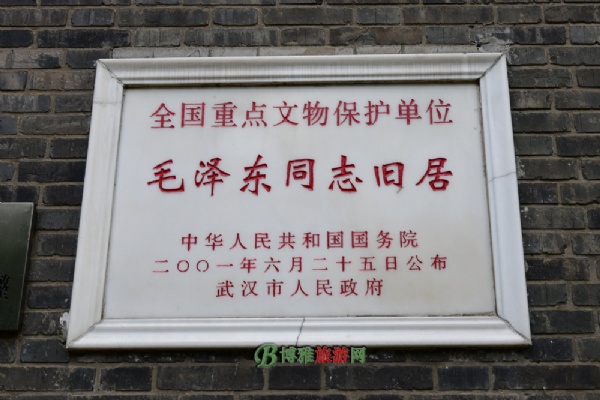 全国重点文物保护单位
毛泽东同志旧居
中华人民共和国国务院
二〇〇一年六月二十五日公布
武汉市人民政府
B博雅旅游网